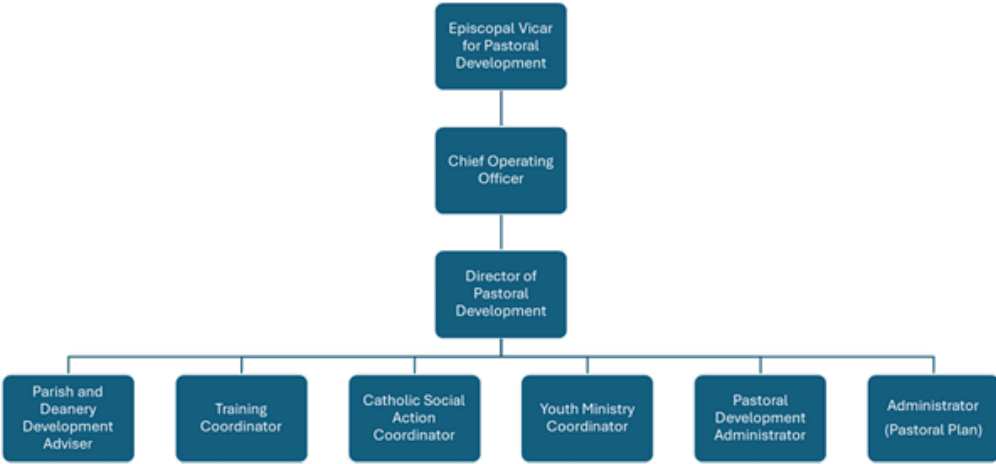 Episcopal Vicar
for Pastoral
Development
Chief Operating
Officer
Director of
Pastoral
Development
Parish and
Deanery
Development
Adviser
Training
Coordinator
Catholic Social
Action
Coordinator
Youth Ministry
Coordinator
Pastoral
Development
Administrator
Administrator
(Pastoral Plan)